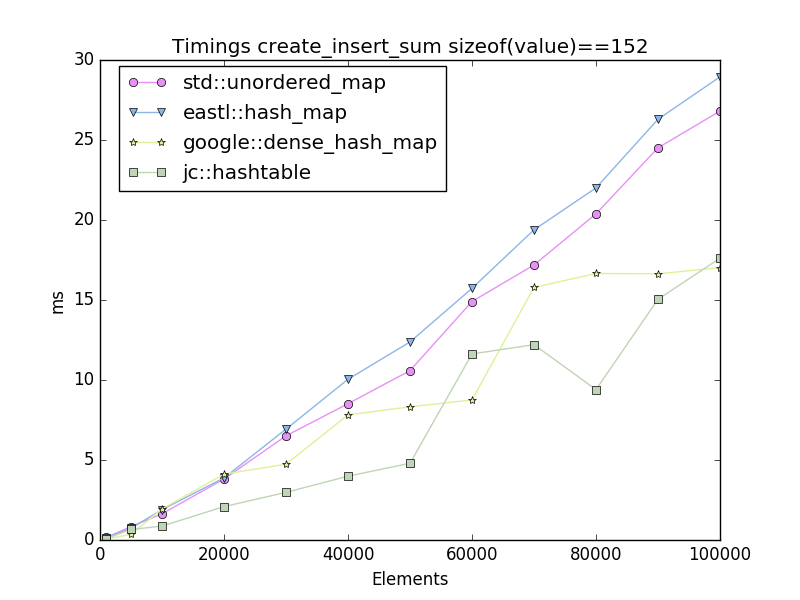 Timings create_insert_sum sizeof(value)==152
30
25
20
15
10
5
0
ms
std::unordered_map
eastl::hash_map
google::dense_hash_map
jc::hashtable
0 20000 40000 60000 80000 100000
Elements